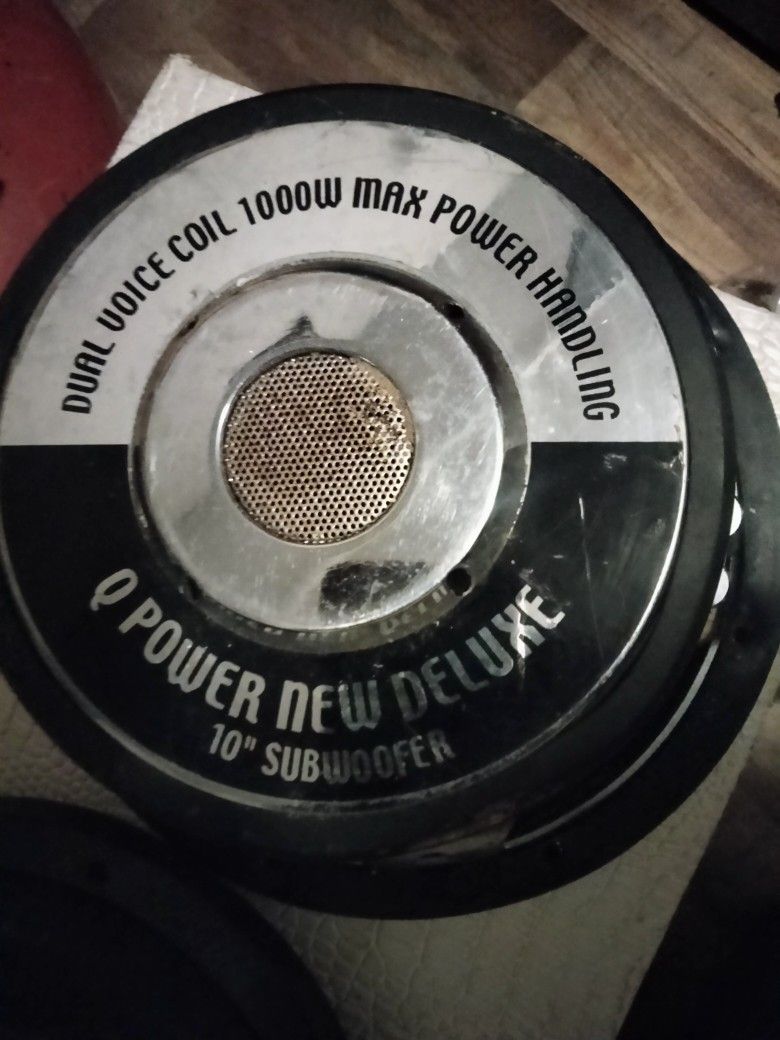 DUAL VOICE COIL 1000W MAX POWER HANDLING
Q POWER NEW DELUXE
10" SUBWOOFER